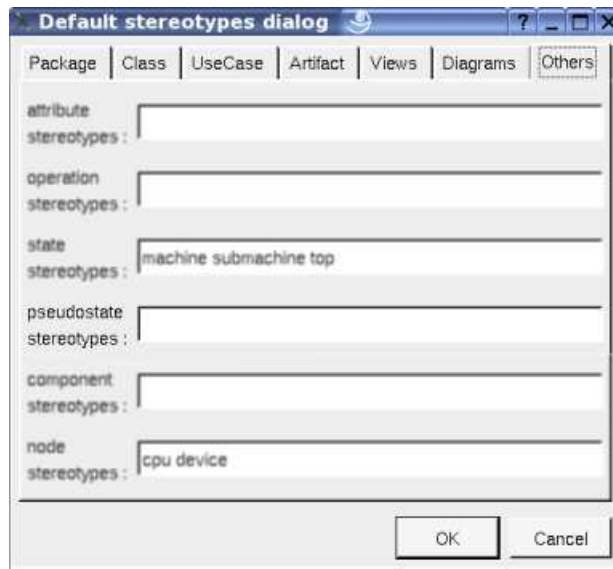 Default stereotypes dialog ? _
Package Class UseCase Artifact Views Diagrams Others
attribute
stereotypes :
operation
stereotypes :
state
stereotypes :
machine submachine top
pseudostate
stereotypes :
component
stereotypes :
node
stereotypes :
cpu device
OK Cancel